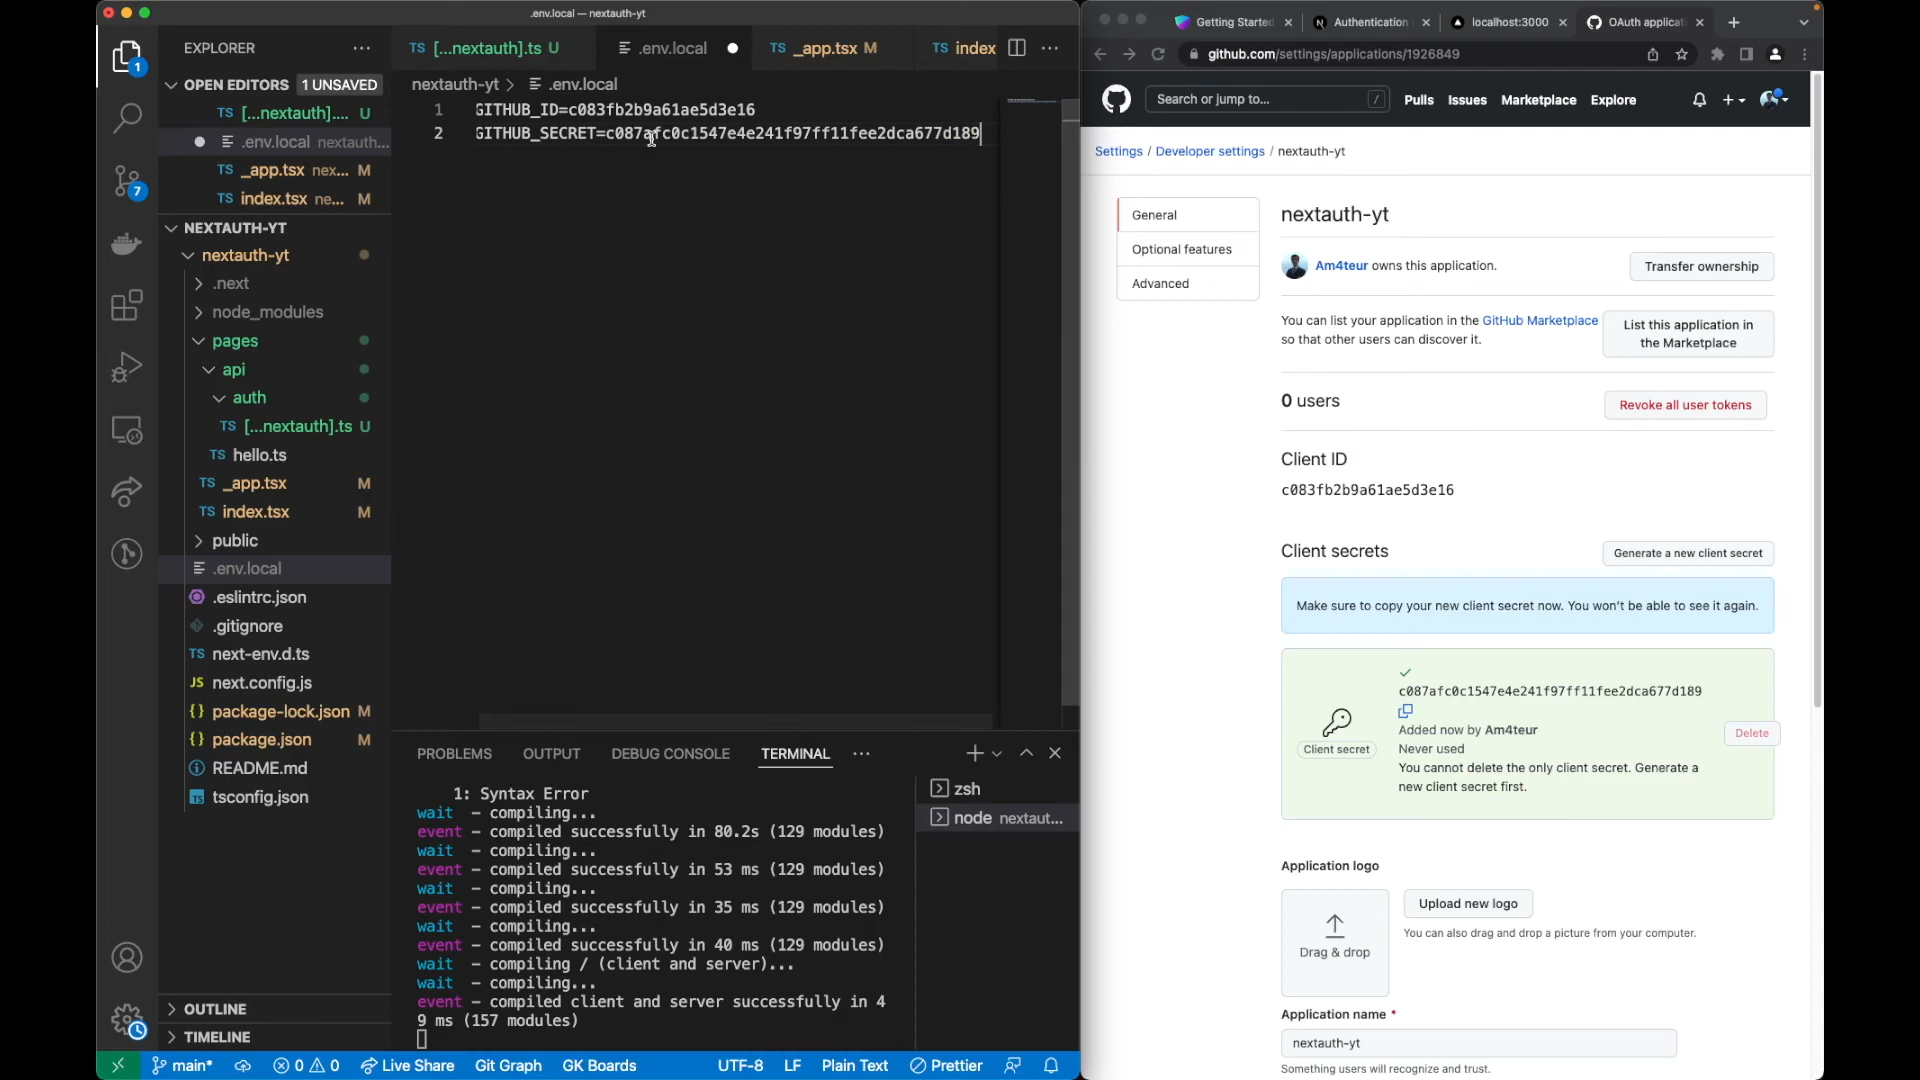 .env.local — nextauth-yt
EXPLORER
OPEN EDITORS 1 UNSAVED
TS [...nextauth].... U
.env.local nextauth...
TS _app.tsx nex... M
TS index.tsx ne... M
NEXTAUTH-YT
nextauth-yt
.next
node_modules
pages
api
auth
TS [...nextauth].ts U
TS hello.ts
TS _app.tsx M
TS index.tsx M
public
.env.local
.eslintrc.json
.gitignore
TS next-env.d.ts
JS next.config.js
{} package-lock.json M
{} package.json M
README.md
tsconfig.json
OUTLINE
TIMELINE
1
7
TS [...nextauth].ts U
.env.local
TS _app.tsx M
TS index
nextauth-yt > .env.local
1 GITHUB_ID=c083fb2b9a61ae5d3e16
2 GITHUB_SECRET=c087afc0c1547e4e241f97ff11fee2dca677d189
PROBLEMS OUTPUT DEBUG CONSOLE TERMINAL
1: Syntax Error
wait - compiling...
event - compiled successfully in 80.2s (129 modules)
wait - compiling...
event - compiled successfully in 53 ms (129 modules)
wait - compiling...
event - compiled successfully in 35 ms (129 modules)
wait - compiling...
event - compiled successfully in 40 ms (129 modules)
wait - compiling / (client and server)...
wait - compiling...
event - compiled client and server successfully in 4
9 ms (157 modules)
zsh
node nextaut...
main* 0 0 Live Share Git Graph GK Boards UTF-8 LF Plain Text Prettier
Getting Started
Authentication
localhost:3000
OAuth applicati
github.com/settings/applications/1926849
Search or jump to... / Pulls Issues Marketplace Explore
Settings / Developer settings / nextauth-yt
General
Optional features
Advanced
nextauth-yt
Am4teur owns this application.
Transfer ownership
You can list your application in the GitHub Marketplace
so that other users can discover it.
List this application in
the Marketplace
0 users
Revoke all user tokens
Client ID
c083fb2b9a61ae5d3e16
Client secrets
Generate a new client secret
Make sure to copy your new client secret now. You won't be able to see it again.
c087afc0c1547e4e241f97ff11fee2dca677d189
Client secret
Added now by Am4teur
Never used
You cannot delete the only client secret. Generate a
new client secret first.
Delete
Application logo
Drag & drop
Upload new logo
You can also drag and drop a picture from your computer.
Application name *
nextauth-yt
Something users will recognize and trust.